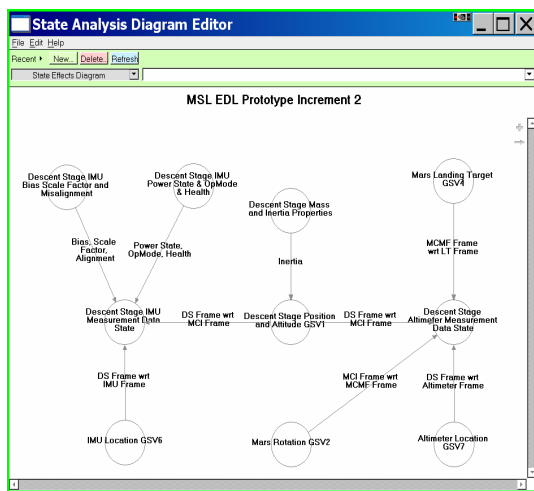 State Analysis Diagram Editor
File Edit Help
Recent New... Delete... Refresh
State Effects Diagram
MSL EDL Prototype Increment 2
Descent Stage IMU
Bias Scale Factor and
Misalignment
Descent Stage IMU
Power State & OpMode
& Health
Descent Stage Mass
and Inertia Properties
Mars Landing Target
GSV4
Bias, Scale
Factor,
Alignment
Power State,
OpMode, Health
Inertia
MCMF Frame
wrt LT Frame
Descent Stage IMU
Measurement Data
State
DS Frame wrt
MCI Frame
Descent Stage Position
and Attitude GSV1
DS Frame wrt
MCI Frame
Descent Stage
Altimeter Measurement
Data State
DS Frame wrt
IMU Frame
MCI Frame wrt
MCMF Frame
DS Frame wrt
Altimeter Frame
IMU Location GSV6
Mars Rotation GSV2
Altimeter Location
GSV7